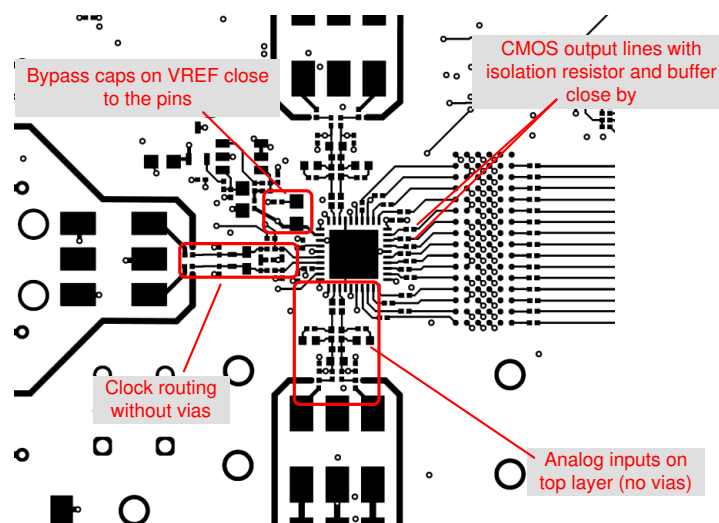 Bypass caps on VREF close
to the pins
CMOS output lines with
isolation resistor and buffer
close by
Clock routing
without vias
Analog inputs on
top layer (no vias)